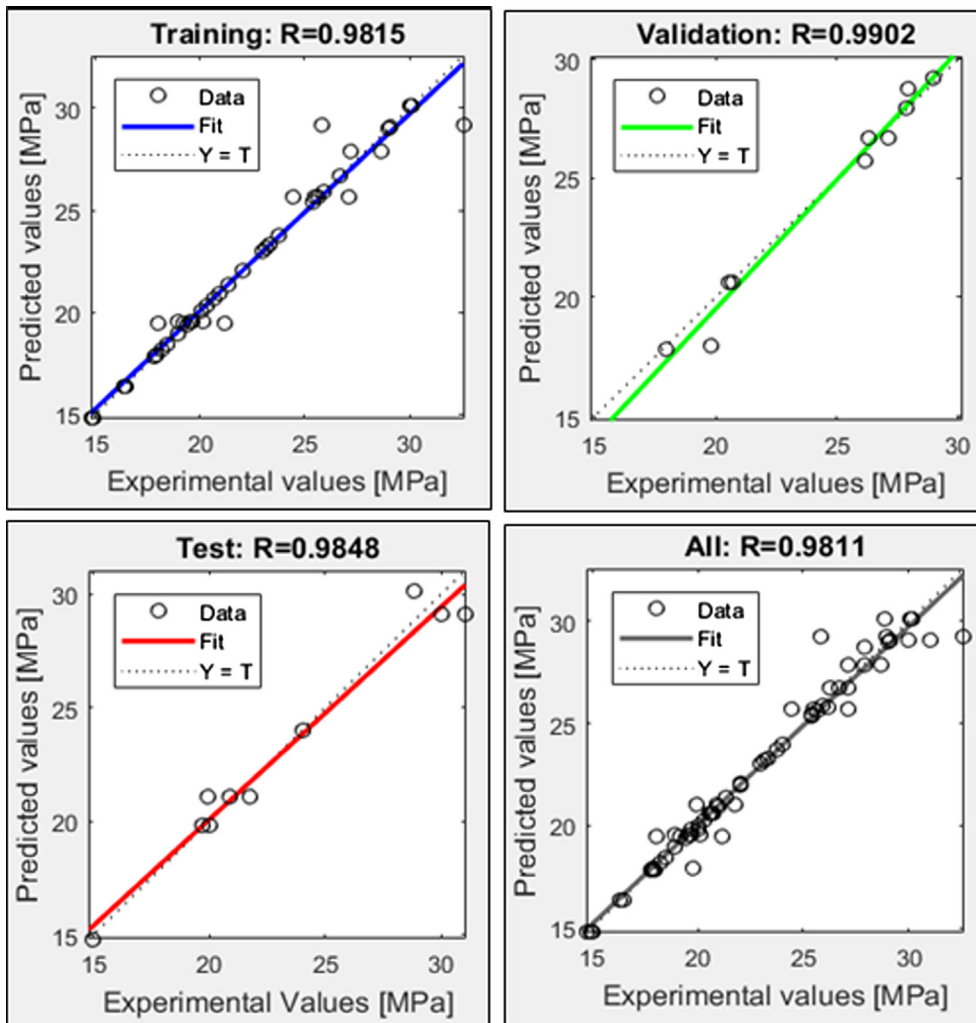 Training: R=0.9815
Predicted values [MPa]
30
25
20
15
Data
Fit
Y = T
15 20 25 30
Experimental values [MPa]
Validation: R=0.9902
Predicted values [MPa]
30
25
20
15
Data
Fit
Y = T
15 20 25 30
Experimental values [MPa]
Test: R=0.9848
Predicted values [MPa]
30
25
20
15
Data
Fit
Y = T
15 20 25 30
Experimental Values [MPa]
All: R=0.9811
Predicted values [MPa]
30
25
20
15
Data
Fit
Y = T
15 20 25 30
Experimental values [MPa]